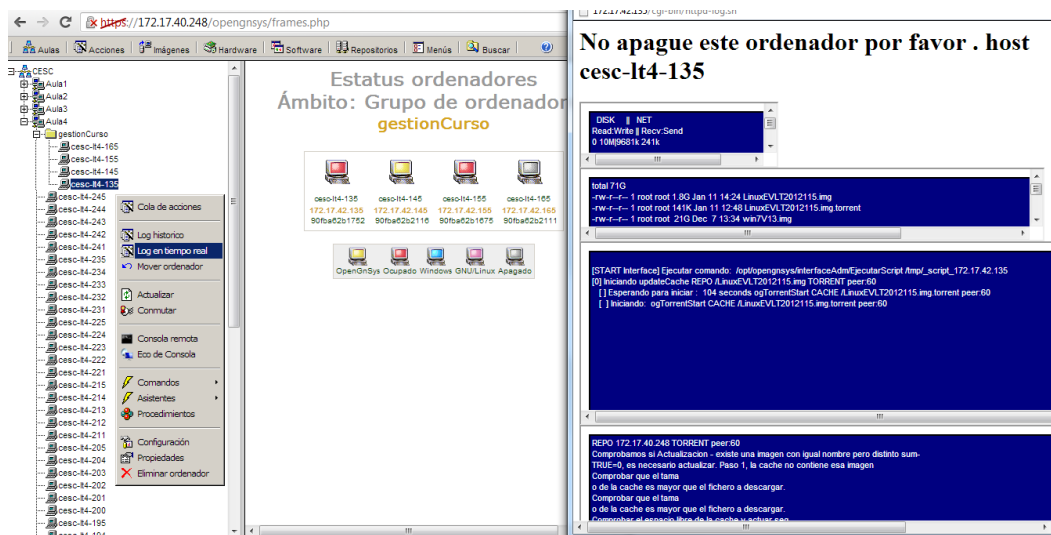 https://172.17.40.248/opengnsys/frames.php
Aulas Acciones Imágenes Hardware Software Repositorios Menús Buscar
CESC
Aula1
Aula2
Aula3
Aula4
gestionCurso
cesc-lt4-165
cesc-lt4-155
cesc-lt4-145
cesc-lt4-135
cesc-lt4-245
cesc-lt4-244
cesc-lt4-243
cesc-lt4-242
cesc-lt4-241
cesc-lt4-235
cesc-lt4-234
cesc-lt4-233
cesc-lt4-232
cesc-lt4-231
cesc-lt4-225
cesc-lt4-224
cesc-lt4-223
cesc-lt4-222
cesc-lt4-221
cesc-lt4-215
cesc-lt4-214
cesc-lt4-213
cesc-lt4-212
cesc-lt4-211
cesc-lt4-205
cesc-lt4-204
cesc-lt4-203
cesc-lt4-202
cesc-lt4-201
cesc-lt4-200
cesc-lt4-195
Cola de acciones
Log historico
Log en tiempo real
Mover ordenador
Actualizar
Conmutar
Consola remota
Eco de Consola
Comandos
Asistentes
Procedimientos
Configuración
Propiedades
Eliminar ordenador
Estatus ordenadores
Ámbito: Grupo de ordenador
gestionCurso
cesc-lt4-135 cesc-lt4-145 cesc-lt4-155 cesc-lt4-165
172.17.42.135 172.17.42.145 172.17.42.155 172.17.42.165
90fba62b1752 90fba62b2116 90fba62b1675 90fba62b2111
OpenGnSys Ocupado Windows GNU/Linux Apagado
172.17.42.135/cgi-bin/httpd-log.sh
No apague este ordenador por favor . host
cesc-lt4-135
DISK || NET
Read:Write || Recv:Send
0 10M|9681k 241k
total 71G
-rw-r--r-- 1 root root 1.8G Jan 11 14:24 LinuxEVLT2012115.img
-rw-r--r-- 1 root root 141K Jan 11 12:48 LinuxEVLT2012115.img.torrent
-rw-r--r-- 1 root root 21G Dec 7 13:34 win7V13.img
[START Interface] Ejecutar comando: /opt/opengnsys/interfaceAdm/EjecutarScript /tmp/_script_172.17.42.135
[0] Iniciando updateCache REPO /LinuxEVLT2012115.img TORRENT peer:60
[ ] Esperando para iniciar : 104 seconds ogTorrentStart CACHE /LinuxEVLT2012115.img.torrent peer:60
[ ] Iniciando: ogTorrentStart CACHE /LinuxEVLT2012115.img.torrent peer:60
REPO 172.17.40.248 TORRENT peer:60
Comprobamos si Actualizacion - existe una imagen con igual nombre pero distinto sum-
TRUE=0, es necesario actualizar. Paso 1, la cache no contiene esa imagen
Comprobar que el tama
o de la cache es mayor que el fichero a descargar.
Comprobar que el tama
o de la cache es mayor que el fichero a descargar.
Comprobar el espacio libre de la cache y actuar seg